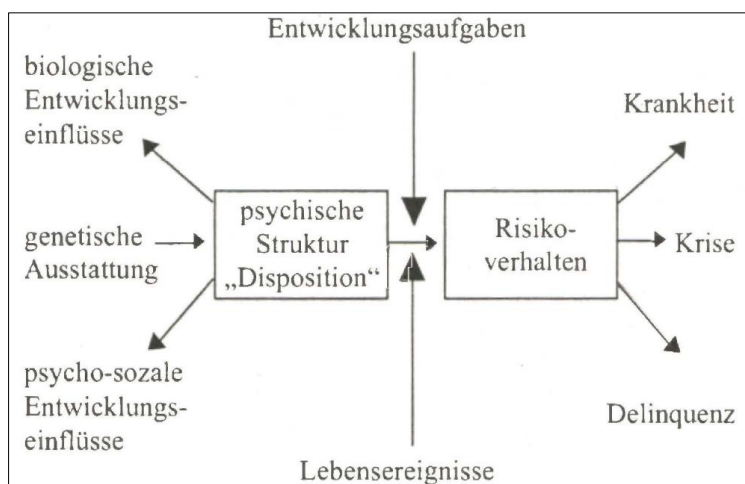 Entwicklungsaufgaben
biologische
Entwicklungs-
einflüsse
genetische
Ausstattung
psycho-sozale
Entwicklungs-
einflüsse
psychische
Struktur
„Disposition“
Lebensereignisse
Risiko-
verhalten
Krankheit
Krise
Delinquenz